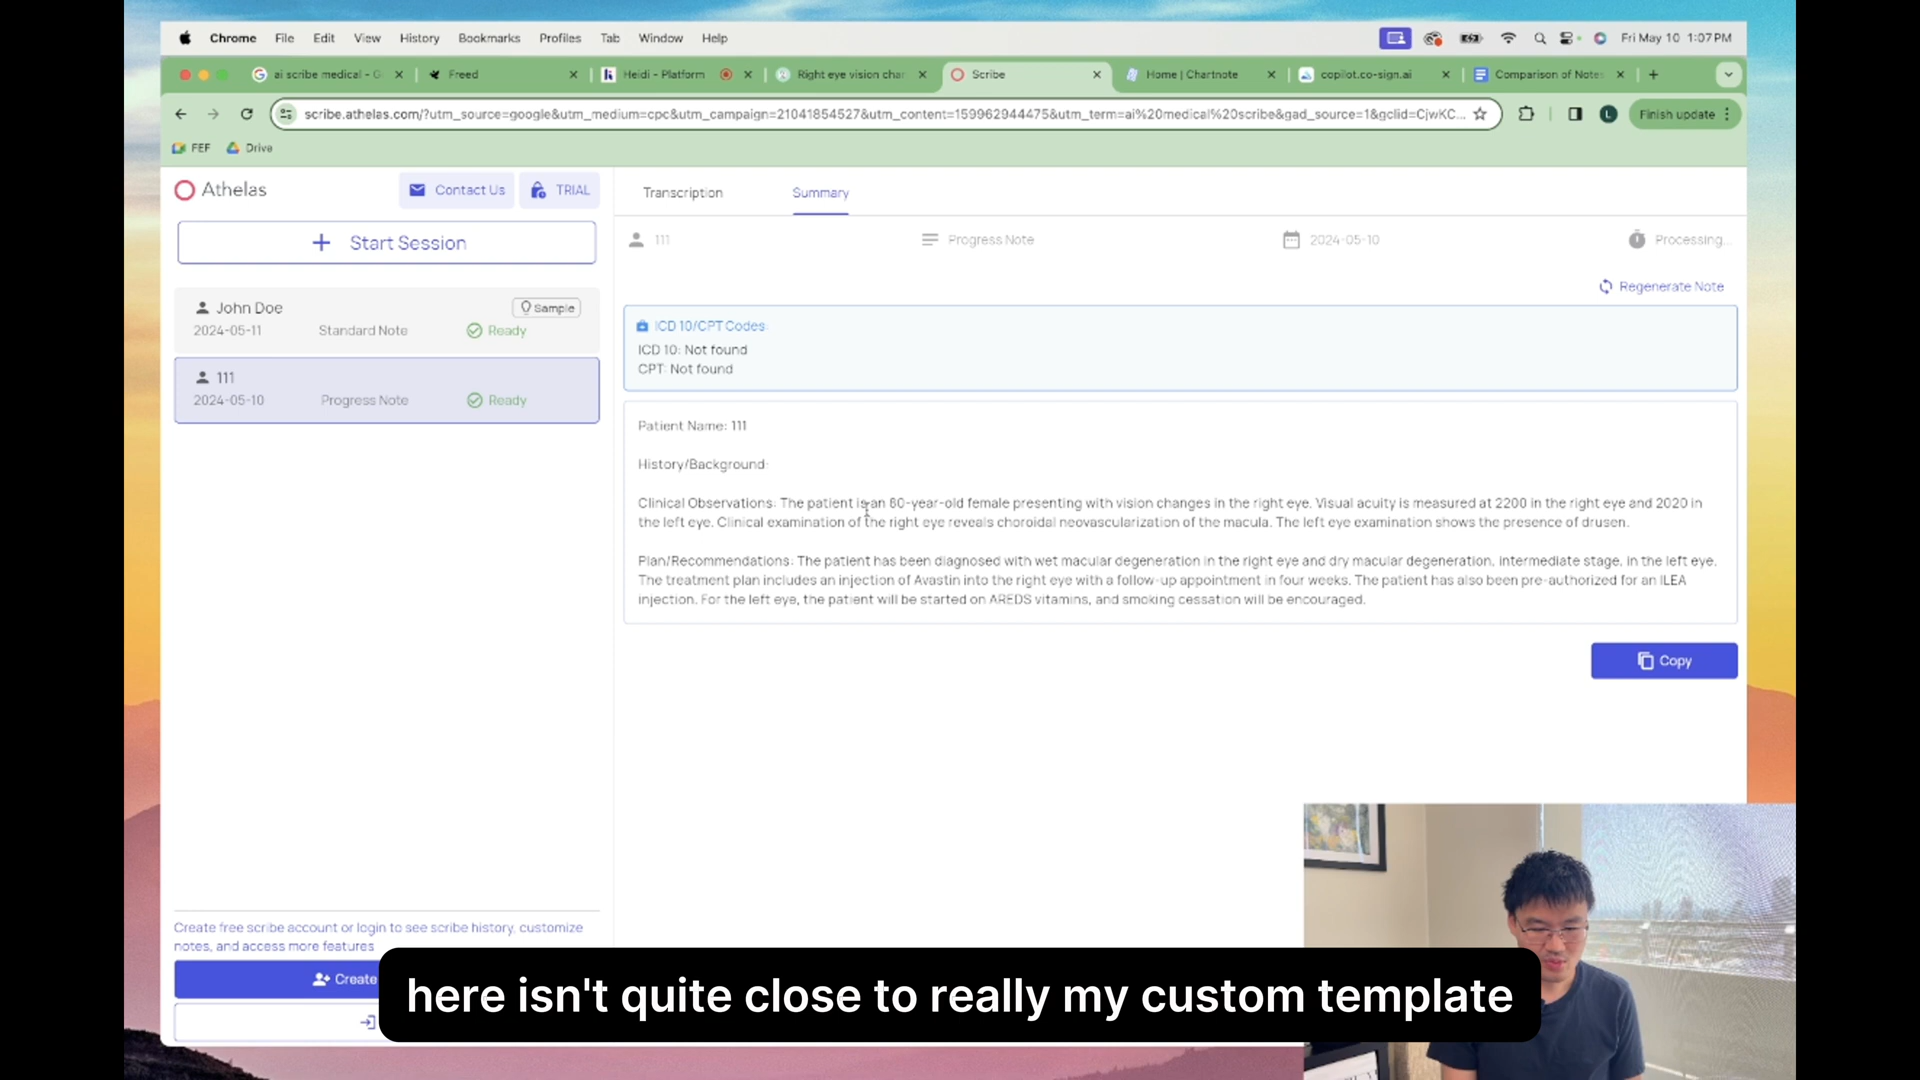 Chrome File Edit View History Bookmarks Profiles Tab Window Help Fri May 10 1:07 PM
ai scribe medical - G Freed Heidi - Platform Right eye vision char Scribe Home | Chartnote copilot.co-sign.ai Comparison of Notes
scribe.athelas.com/?utm_source=google&utm_medium=cpc&utm_campaign=21041854527&utm_content=159962944475&utm_term=ai%20medical%20scribe&gad_source=1&gclid=CjwKC... L Finish update
FEF Drive
Athelas Contact Us TRIAL
Start Session
John Doe Sample
2024-05-11 Standard Note Ready
111
2024-05-10 Progress Note Ready
Create free scribe account or login to see scribe history, customize
notes, and access more features
Create
Transcription Summary
111 Progress Note 2024-05-10 Processing...
Regenerate Note
ICD 10/CPT Codes:
ICD 10: Not found
CPT: Not found
Patient Name: 111
History/Background:
Clinical Observations: The patient is an 80-year-old female presenting with vision changes in the right eye. Visual acuity is measured at 2200 in the right eye and 2020 in
the left eye. Clinical examination of the right eye reveals choroidal neovascularization of the macula. The left eye examination shows the presence of drusen.
Plan/Recommendations: The patient has been diagnosed with wet macular degeneration in the right eye and dry macular degeneration, intermediate stage, in the left eye.
The treatment plan includes an injection of Avastin into the right eye with a follow-up appointment in four weeks. The patient has also been pre-authorized for an ILEA
injection. For the left eye, the patient will be started on AREDS vitamins, and smoking cessation will be encouraged.
Copy
here isn't quite close to really my custom template